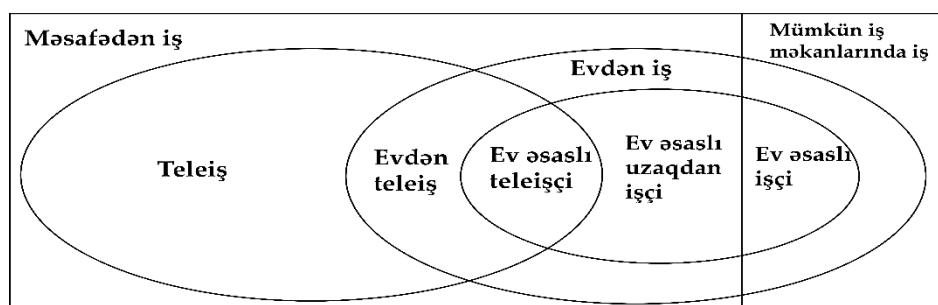 Məsafədən iş
Mümkün iş
məkanlarında iş
Evdən iş
Teleiş
Evdən
teleiş
Ev əsaslı
teleişçi
Ev əsaslı
uzaqdan
işçi
Ev əsaslı
işçi